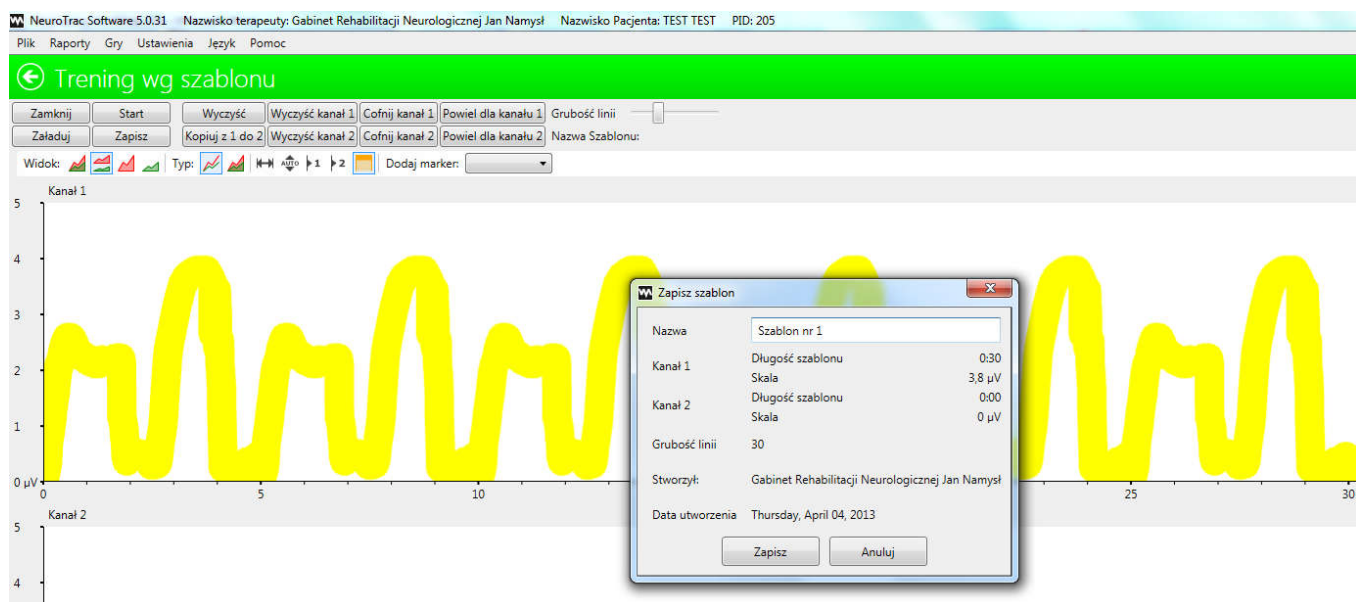 NeuroTrac Software 5.0.31 Nazwisko terapeuty: Gabinet Rehabilitacji Neurologicznej Jan Namysł Nazwisko Pacjenta: TEST TEST PID: 205
Plik Raporty Gry Ustawienia Język Pomoc
Trening wg szablonu
Zamknij Start Wyczyść Wyczyść kanał 1 Cofnij kanał 1 Powiel dla kanału 1 Grubość linii
Załaduj Zapisz Kopiuj z 1 do 2 Wyczyść kanał 2 Cofnij kanał 2 Powiel dla kanału 2 Nazwa Szablonu:
Widok: Typ: AUTO 1 2 Dodaj marker:
Kanał 1
5
4
3
2
1
0 µV
0 5 10 25 30
Zapisz szablon
Nazwa Szablon nr 1
Kanał 1 Długość szablonu 0:30
Skala 3,8 µV
Kanał 2 Długość szablonu 0:00
Skala 0 µV
Grubość linii 30
Stworzył: Gabinet Rehabilitacji Neurologicznej Jan Namysł
Data utworzenia Thursday, April 04, 2013
Zapisz Anuluj
Kanał 2
5
4